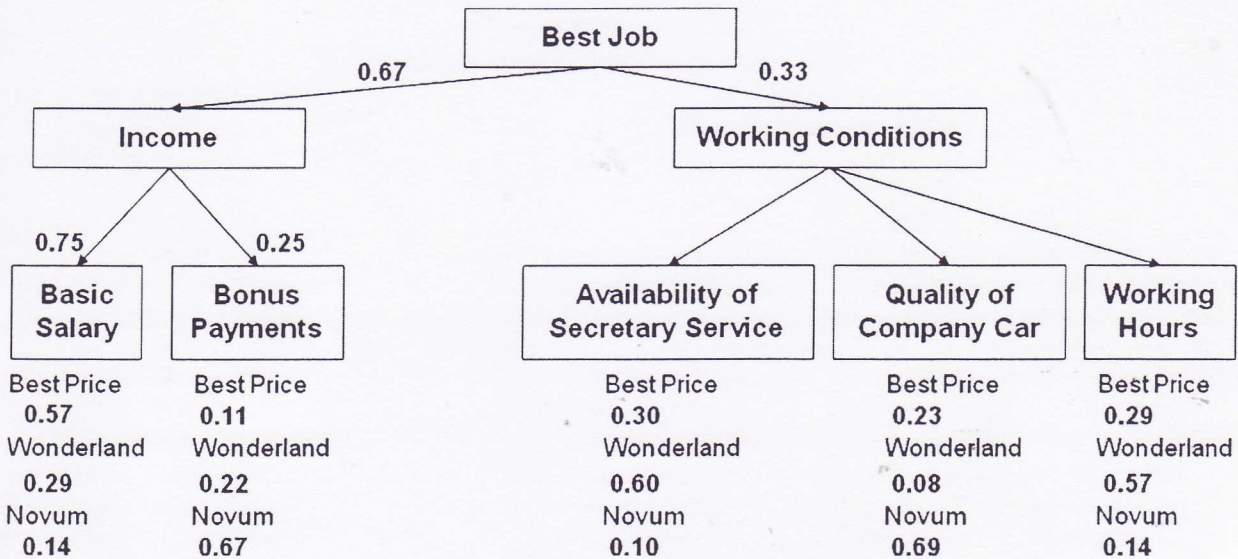 Best Job
0.67
0.33
Income
Working Conditions
0.75
0.25
Basic
Salary
Bonus
Payments
Availability of
Secretary Service
Quality of
Company Car
Working
Hours
Best Price
0.57
Wonderland
0.29
Novum
0.14
Best Price
0.11
Wonderland
0.22
Novum
0.67
Best Price
0.30
Wonderland
0.60
Novum
0.10
Best Price
0.23
Wonderland
0.08
Novum
0.69
Best Price
0.29
Wonderland
0.57
Novum
0.14